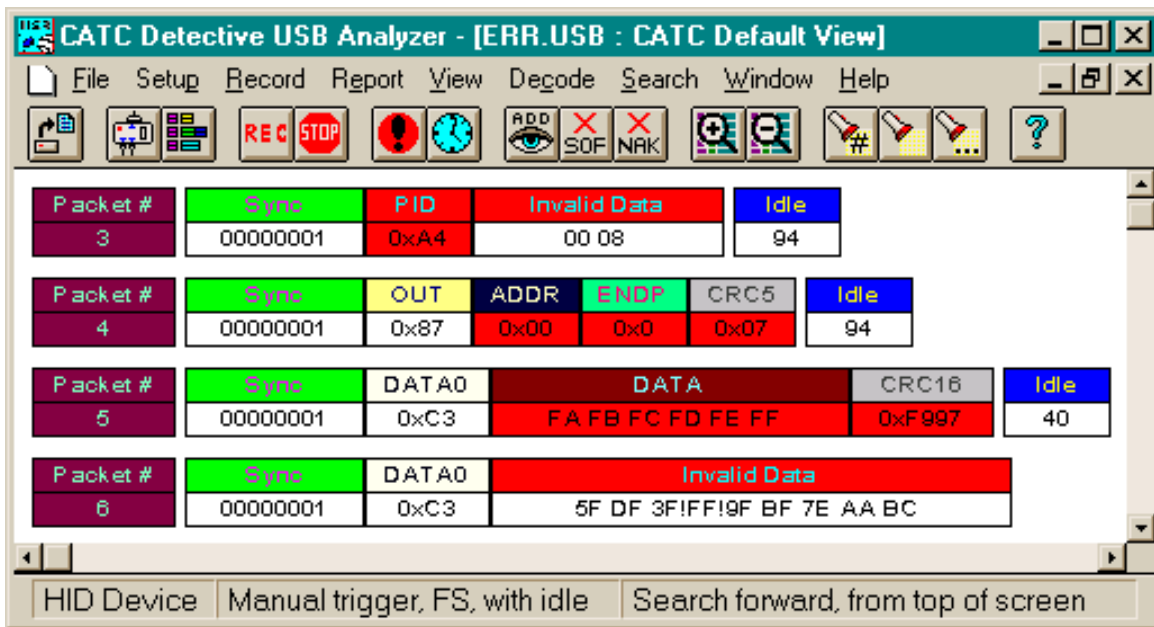 CATC Detective USB Analyzer - [ERR.USB : CATC Default View]
File Setup Record Report View Decode Search Window Help
USB REC STOP ADD SOF NAK # ... ?
Packet # Sync PID Invalid Data Idle
3 00000001 0xA4 00 08 94
Packet # Sync OUT ADDR ENDP CRC5 Idle
4 00000001 0x87 0x00 0x0 0x07 94
Packet # Sync DATA0 DATA CRC16 Idle
5 00000001 0xC3 FA FB FC FD FE FF 0xF997 40
Packet # Sync DATA0 Invalid Data
6 00000001 0xC3 5F DF 3F!FF!9F BF 7E AA BC
HID Device Manual trigger, FS, with idle Search forward, from top of screen